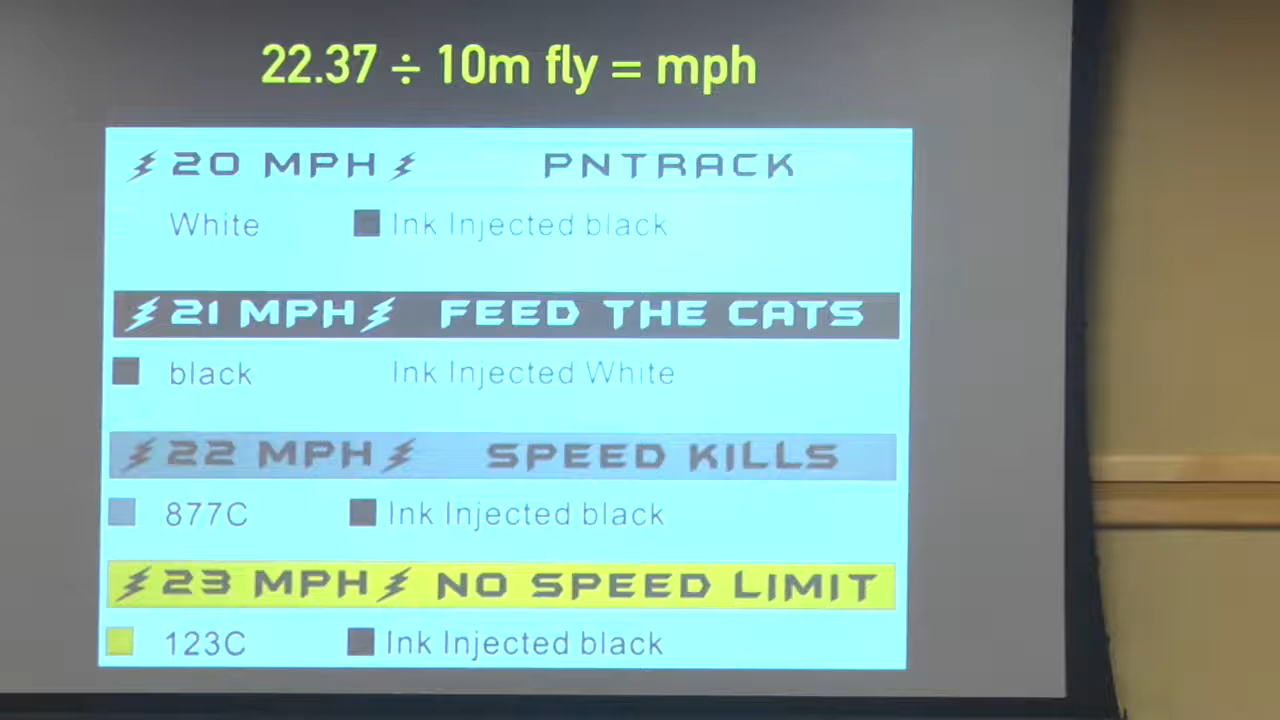 22.37 ÷ 10m fly = mph
20 MPH PNTRACK
White Ink Injected black
21 MPH FEED THE CATS
black Ink Injected White
22 MPH SPEED KILLS
877C Ink Injected black
23 MPH NO SPEED LIMIT
123C Ink Injected black